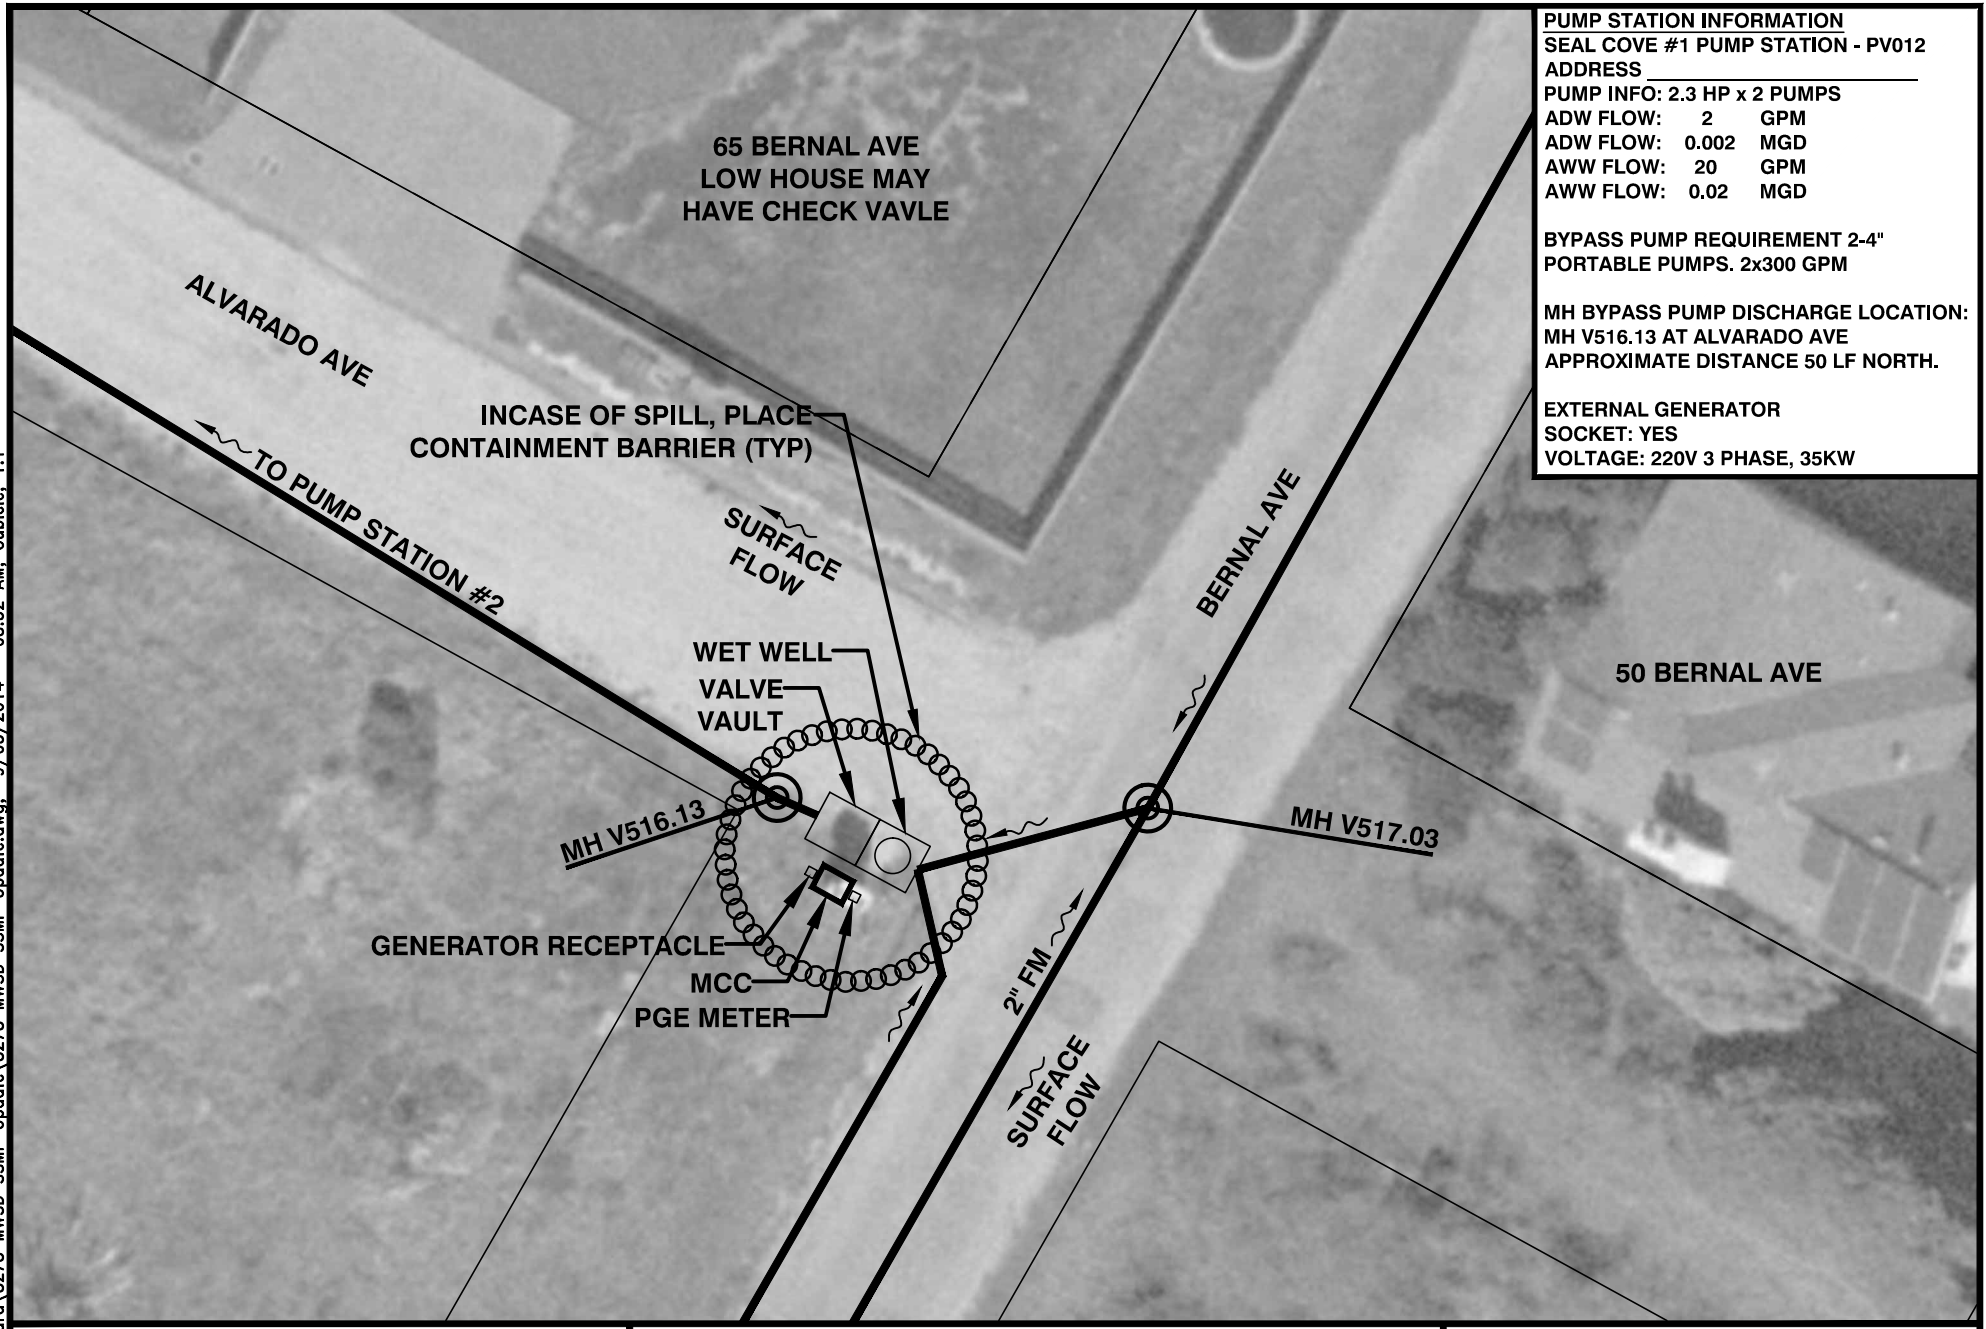 PUMP STATION INFORMATION
SEAL COVE #1 PUMP STATION - PV012
ADDRESS
PUMP INFO: 2.3 HP x 2 PUMPS
ADW FLOW: 2 GPM
ADW FLOW: 0.002 MGD
AWW FLOW: 20 GPM
AWW FLOW: 0.02 MGD
BYPASS PUMP REQUIREMENT 2-4"
PORTABLE PUMPS. 2x300 GPM
MH BYPASS PUMP DISCHARGE LOCATION:
MH V516.13 AT ALVARADO AVE
APPROXIMATE DISTANCE 50 LF NORTH.
EXTERNAL GENERATOR
SOCKET: YES
VOLTAGE: 220V 3 PHASE, 35KW
65 BERNAL AVE
LOW HOUSE MAY
HAVE CHECK VAVLE
ALVARADO AVE
INCASE OF SPILL, PLACE
CONTAINMENT BARRIER (TYP)
TO PUMP STATION #2
SURFACE
FLOW
BERNAL AVE
WET WELL
VALVE
VAULT
50 BERNAL AVE
MH V516.13
MH V517.03
GENERATOR RECEPTACLE
MCC
PGE METER
2" FM
SURFACE
FLOW